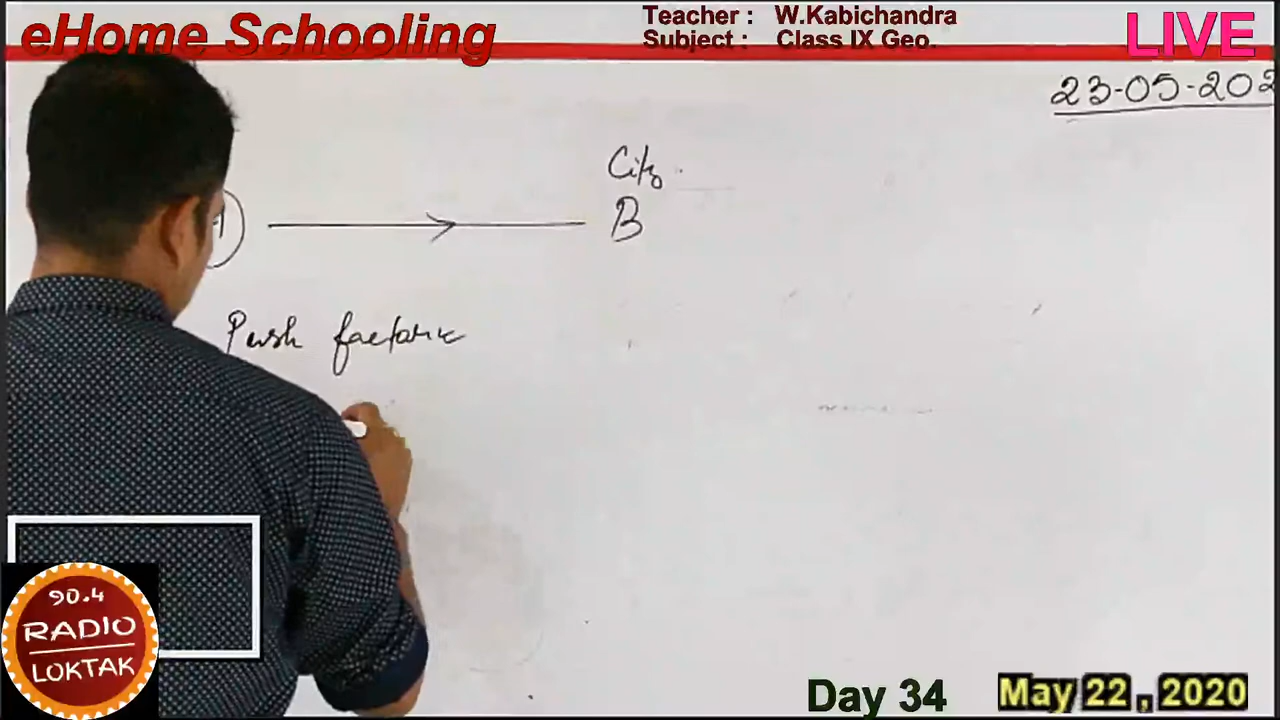 eHome Schooling
Teacher : W.Kabichandra
Subject : Class IX Geo.
LIVE
23-05-202
City
A
B
Push factors
90.4
RADIO
LOKTAK
Day 34
May 22 , 2020